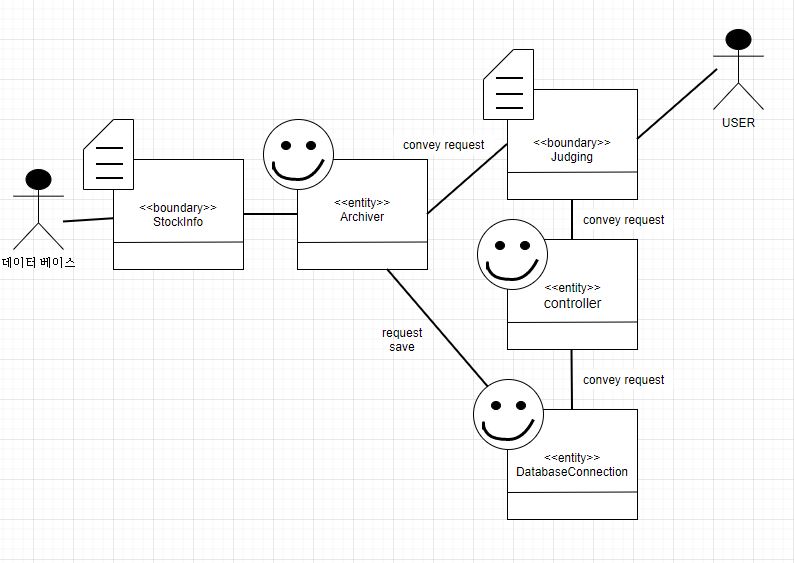 USER
<<boundary>>
Judging
convey request
<<boundary>>
StockInfo
<<entity>>
Archiver
convey request
데이터 베이스
<<entity>>
controller
request
save
convey request
<<entity>>
DatabaseConnection